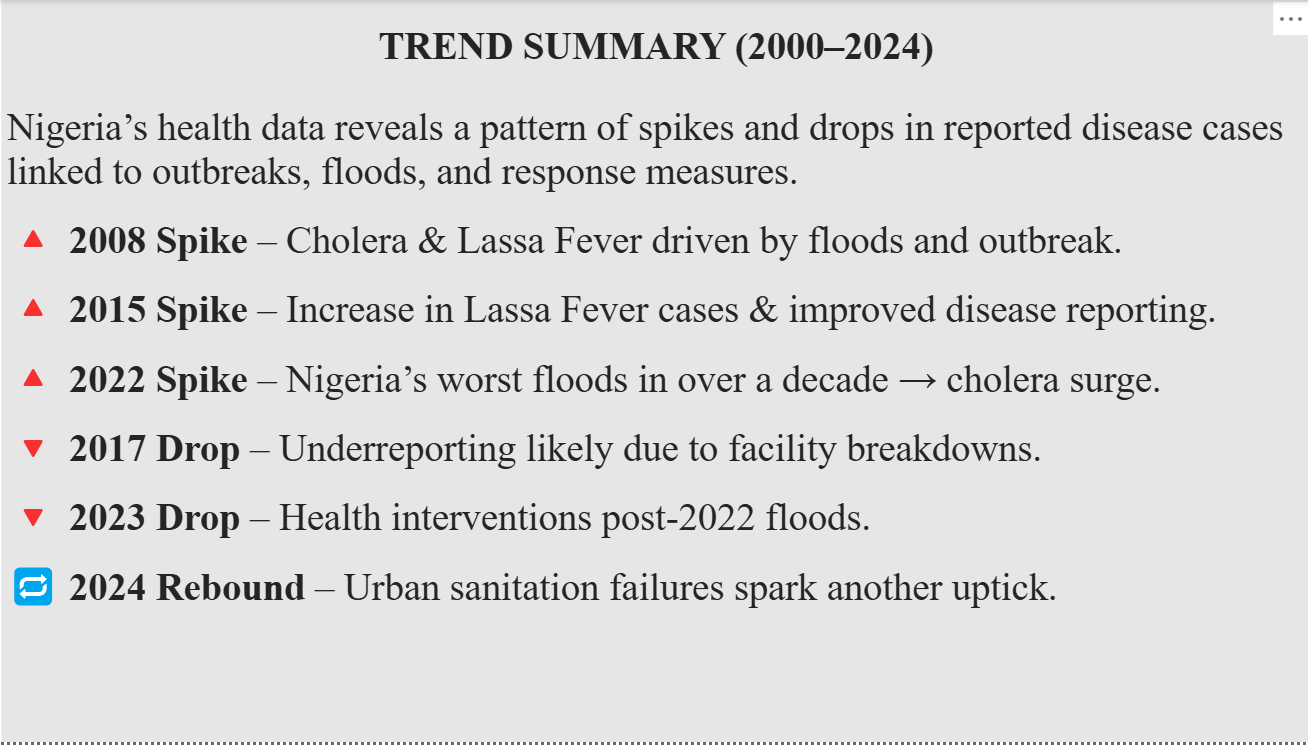 TREND SUMMARY (2000–2024)
Nigeria’s health data reveals a pattern of spikes and drops in reported disease cases
linked to outbreaks, floods, and response measures.
🔺 2008 Spike – Cholera & Lassa Fever driven by floods and outbreak.
🔺 2015 Spike – Increase in Lassa Fever cases & improved disease reporting.
🔺 2022 Spike – Nigeria’s worst floods in over a decade → cholera surge.
🔻 2017 Drop – Underreporting likely due to facility breakdowns.
🔻 2023 Drop – Health interventions post-2022 floods.
🔁 2024 Rebound – Urban sanitation failures spark another uptick.